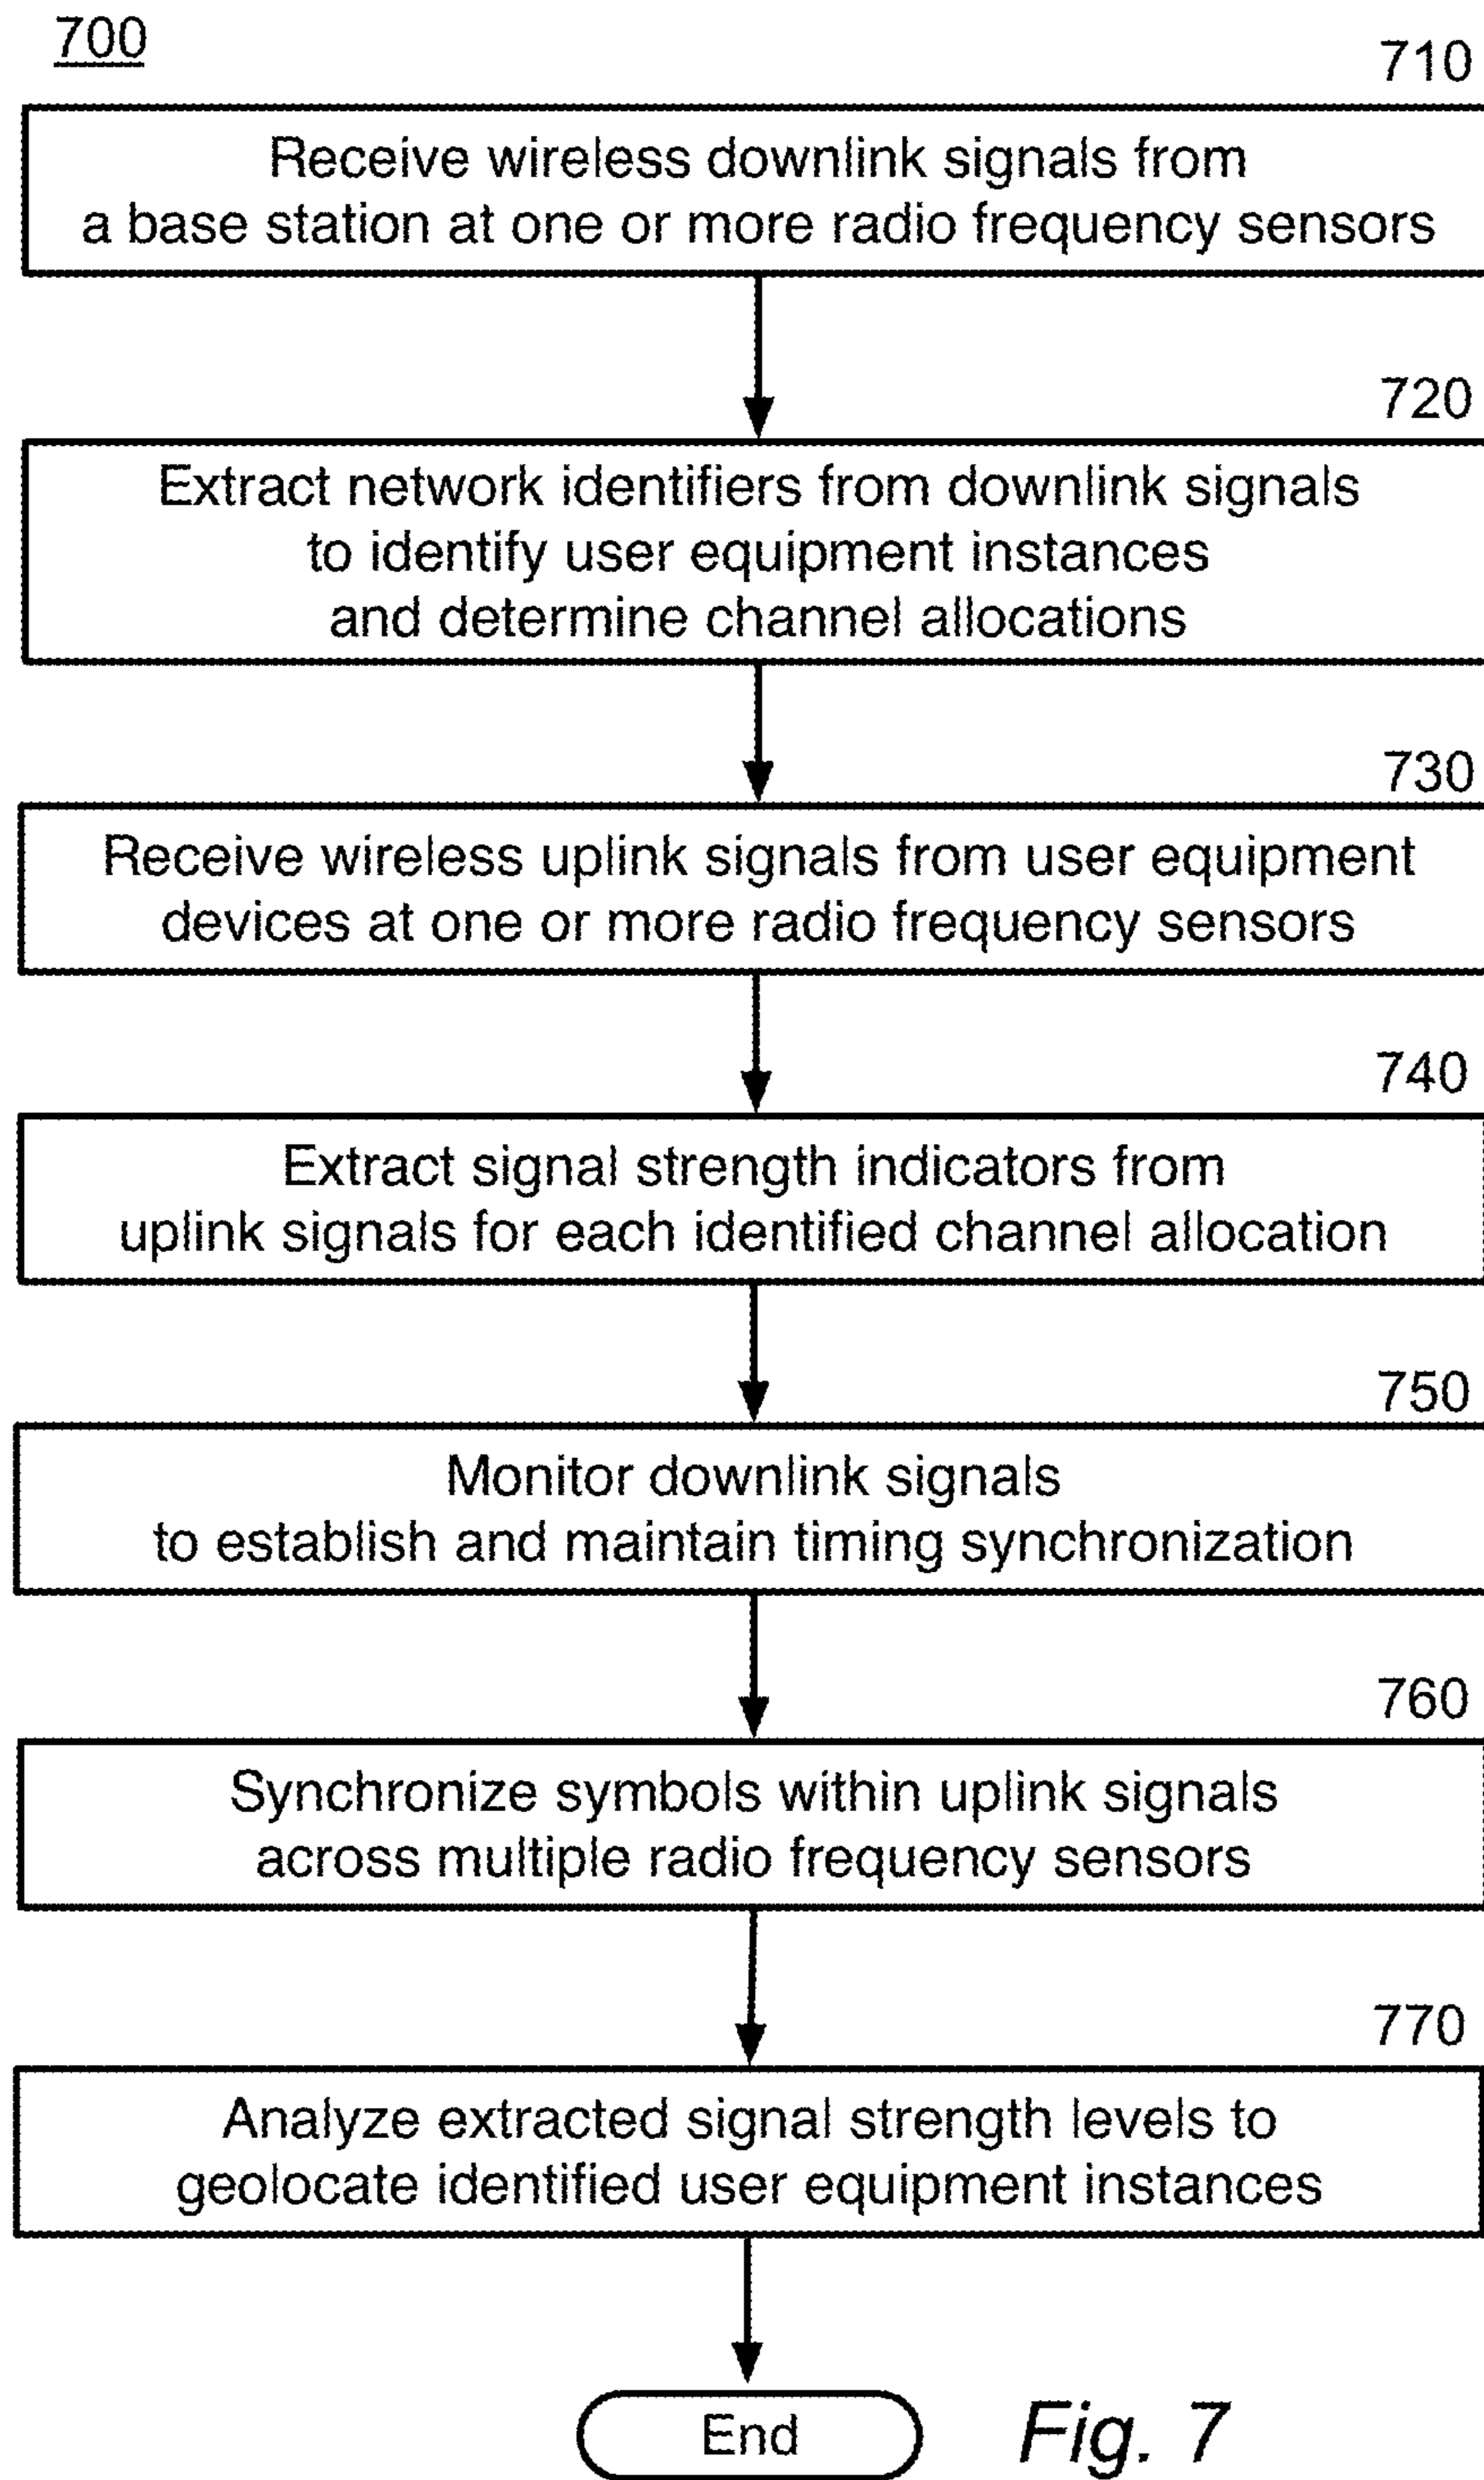 700
710
Receive wireless downlink signals from
a base station at one or more radio frequency sensors
720
Extract network identifiers from downlink signals
to identify user equipment instances
and determine channel allocations
730
Receive wireless uplink signals from user equipment
devices at one or more radio frequency sensors
740
Extract signal strength indicators from
uplink signals for each identified channel allocation
750
Monitor downlink signals
to establish and maintain timing synchronization
760
Synchronize symbols within uplink signals
across multiple radio frequency sensors
770
Analyze extracted signal strength levels to
geolocate identified user equipment instances
End
Fig. 7